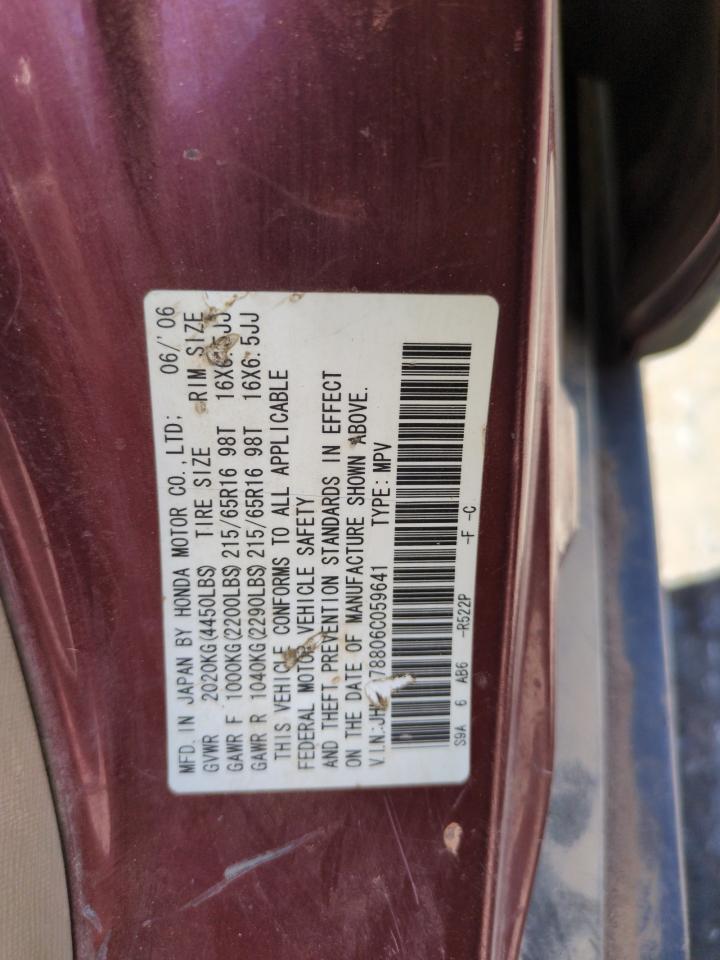 MFD. IN JAPAN BY HONDA MOTOR CO.,LTD; 06/'06
GVWR 2020KG(4450LBS) TIRE SIZE RIM SIZE
GAWR F 1000KG(2200LBS) 215/65R16 98T 16X6.5JJ
GAWR R 1040KG(2290LBS) 215/65R16 98T 16X6.5JJ
THIS VEHICLE CONFORMS TO ALL APPLICABLE
FEDERAL MOTOR VEHICLE SAFETY
AND THEFT PREVENTION STANDARDS IN EFFECT
ON THE DATE OF MANUFACTURE SHOWN ABOVE.
V.I.N.: TYPE: MPV
S9A 6 AB6 -R522P -F -C